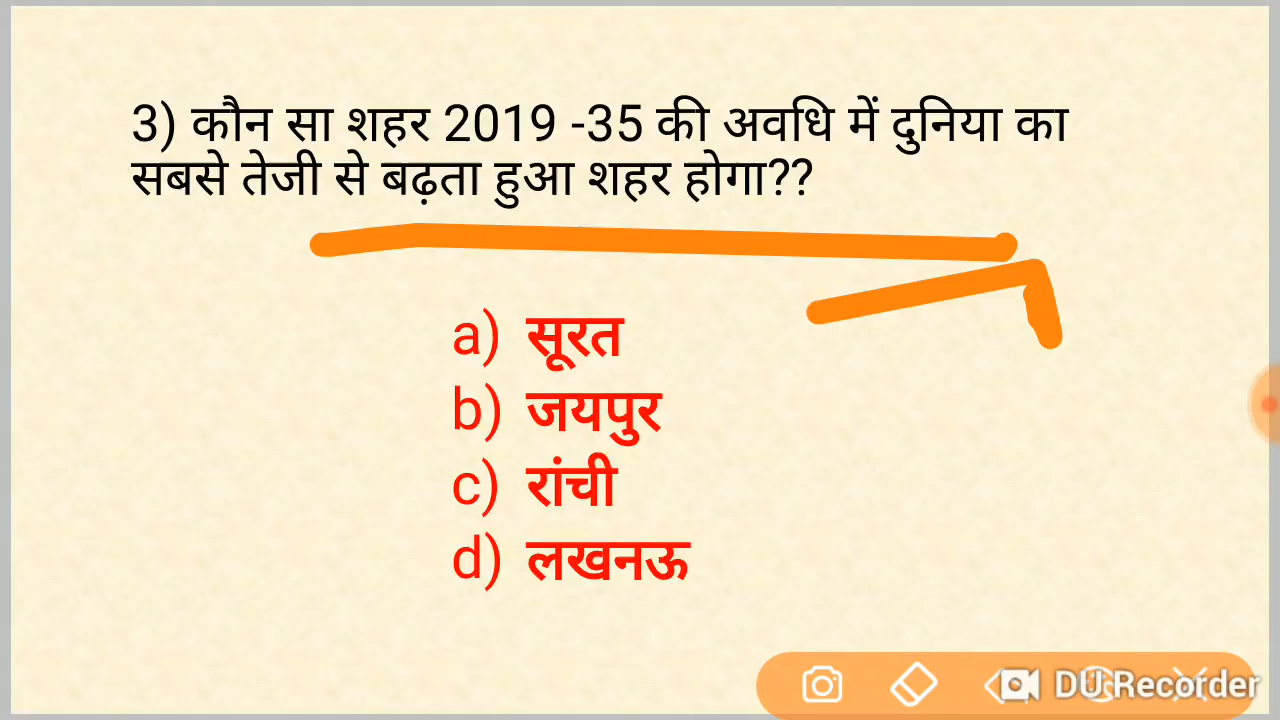 3) कौन सा शहर 2019 -35 की अवधि में दुनिया का
सबसे तेजी से बढ़ता हुआ शहर होगा??
a) सूरत
b) जयपुर
c) रांची
d) लखनऊ
DU Recorder